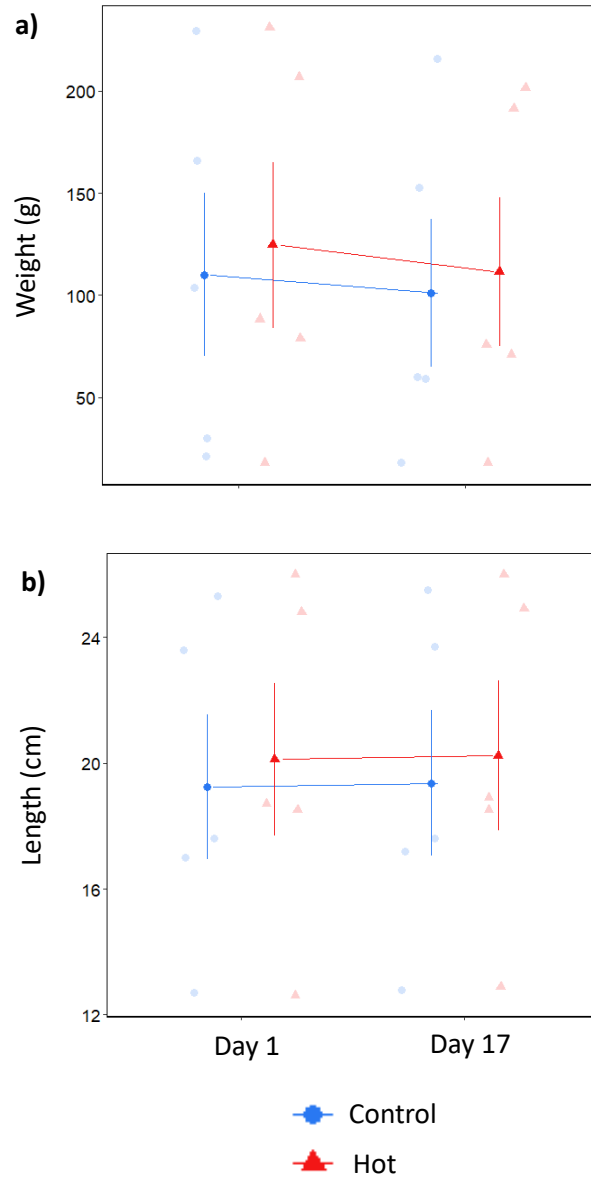 a)
Weight (g)
200
150
100
50
b)
Length (cm)
24
20
16
12
Day 1 Day 17
Control
Hot